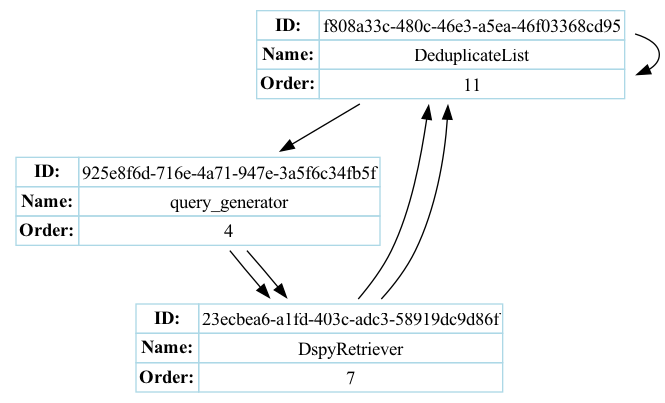 ID: f808a33c-480c-46e3-a5ea-46f03368cd95
Name: DeduplicateList
Order: 11
ID: 925e8f6d-716e-4a71-947e-3a5f6c34fb5f
Name: query_generator
Order: 4
ID: 23ecbea6-a1fd-403c-adc3-58919dc9d86f
Name: DspyRetriever
Order: 7